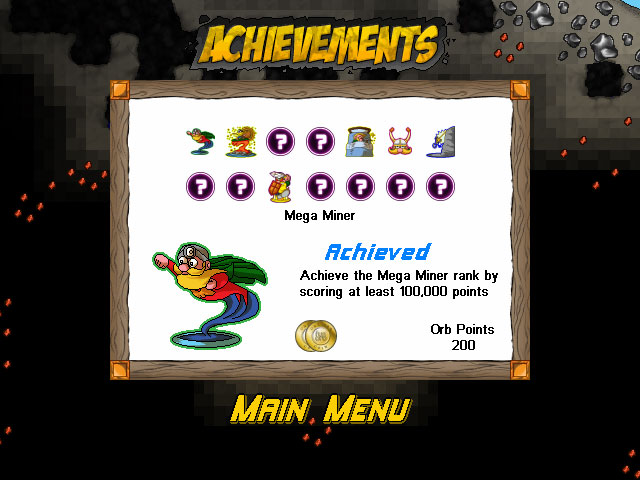 ACHIEVEMENTS
? ?
? ? ? ? ? ?
Mega Miner
Achieved
Achieve the Mega Miner rank by
scoring at least 100,000 points
Orb Points
200
MAIN MENU